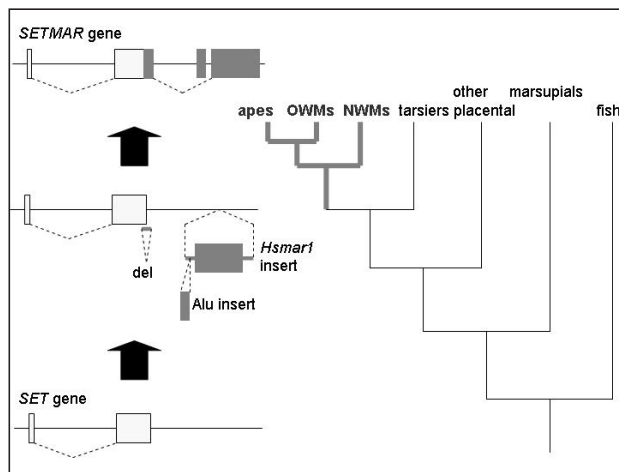 SETMAR gene
del
Hsmar1
insert
Alu insert
SET gene
other
marsupials
apes OWMs NWMs tarsiers placental fish